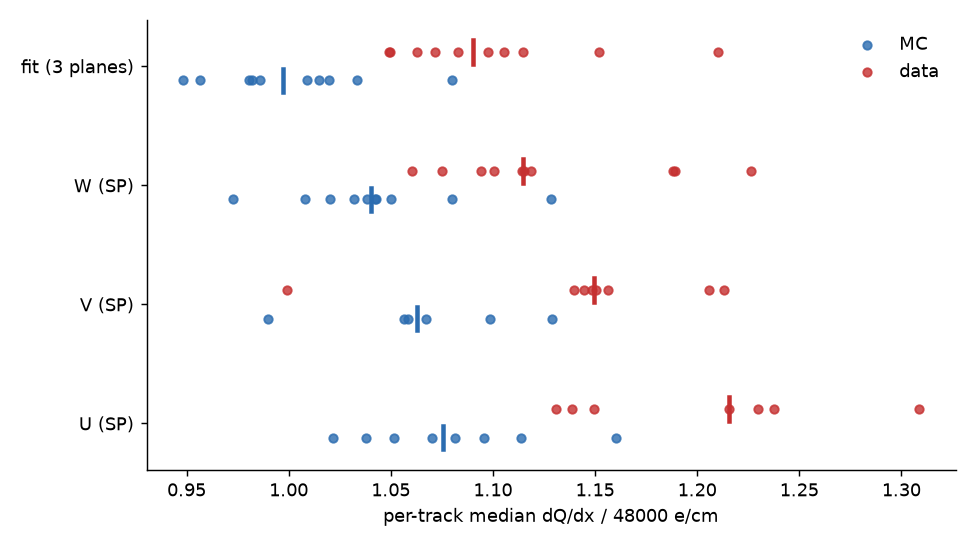 fit (3 planes)
W (SP)
V (SP)
U (SP)
MC
data
0.95 1.00 1.05 1.10 1.15 1.20 1.25 1.30
per-track median dQ/dx / 48000 e/cm